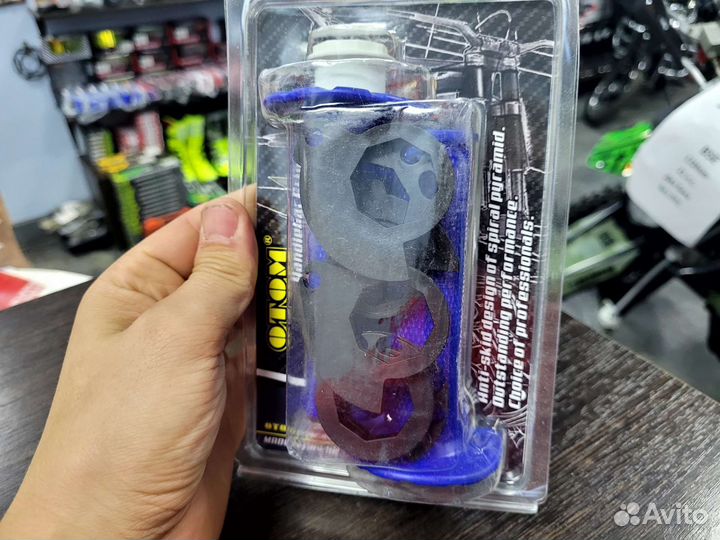 OTOM®
Anti-skid design of spiral pyramid.
Outstanding performance.
Choice of professionals.
Avito